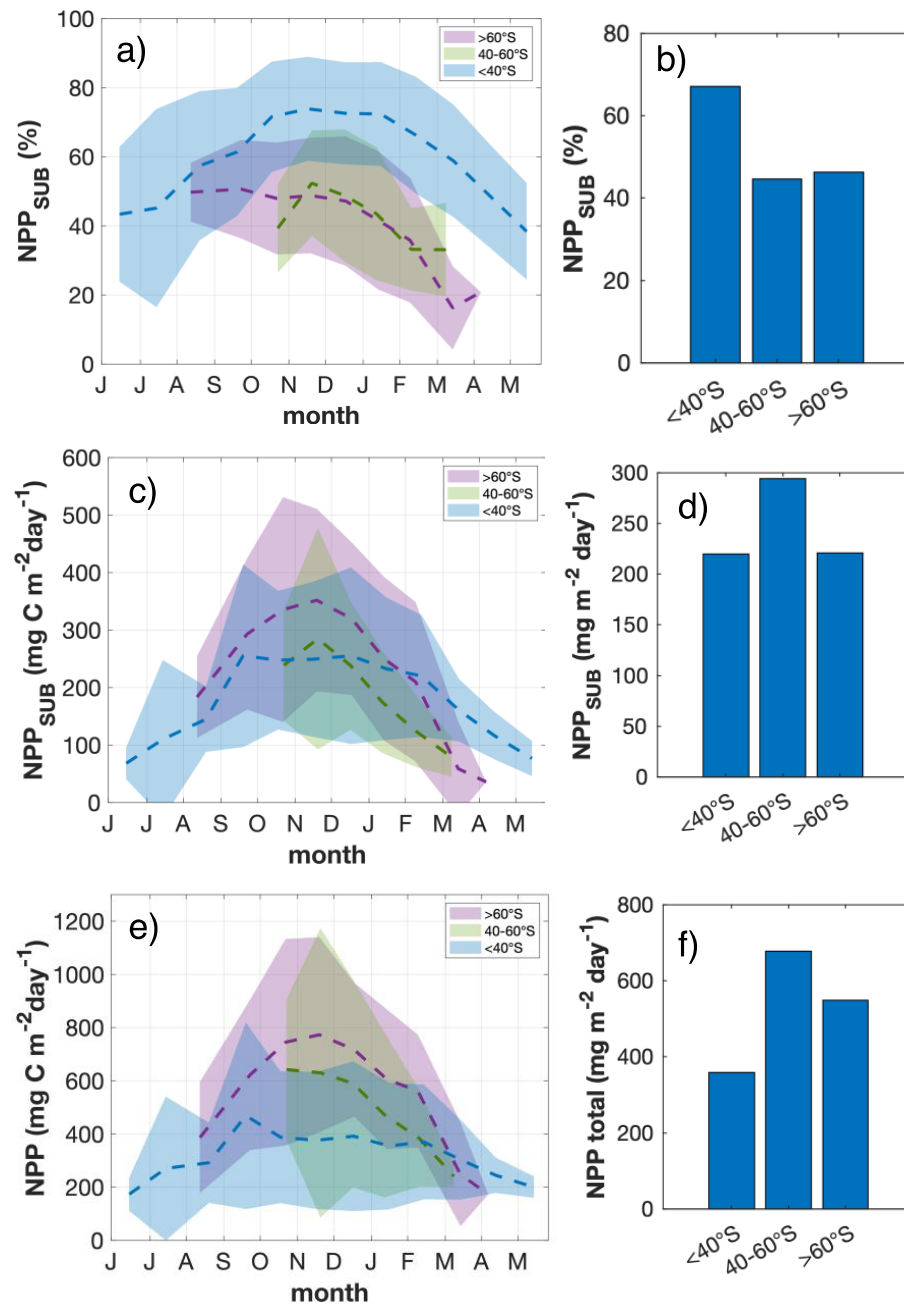 a)
>60°S
40-60°S
<40°S
NPP_SUB (%)
100
80
60
40
20
0
J J A S O N D J F M A M
month
b)
NPP_SUB (%)
80
60
40
20
0
<40°S 40-60°S >60°S
c)
>60°S
40-60°S
<40°S
NPP_SUB (mg C m⁻²day⁻¹)
600
500
400
300
200
100
0
J J A S O N D J F M A M
month
d)
NPP_SUB (mg m⁻² day⁻¹)
300
250
200
150
100
50
0
<40°S 40-60°S >60°S
e)
>60°S
40-60°S
<40°S
NPP (mg C m⁻²day⁻¹)
1200
1000
800
600
400
200
0
J J A S O N D J F M A M
month
f)
NPP total (mg m⁻² day⁻¹)
800
600
400
200
0
<40°S 40-60°S >60°S